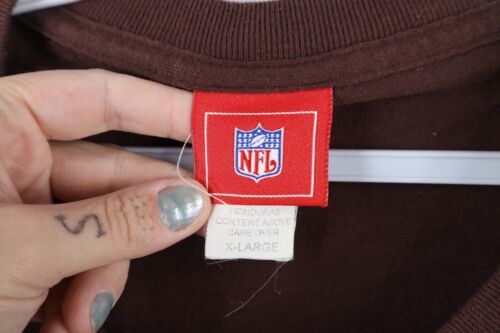 NFL
HONDURAS
CONTENT ABOVE
CARE OVER
X-LARGE
S